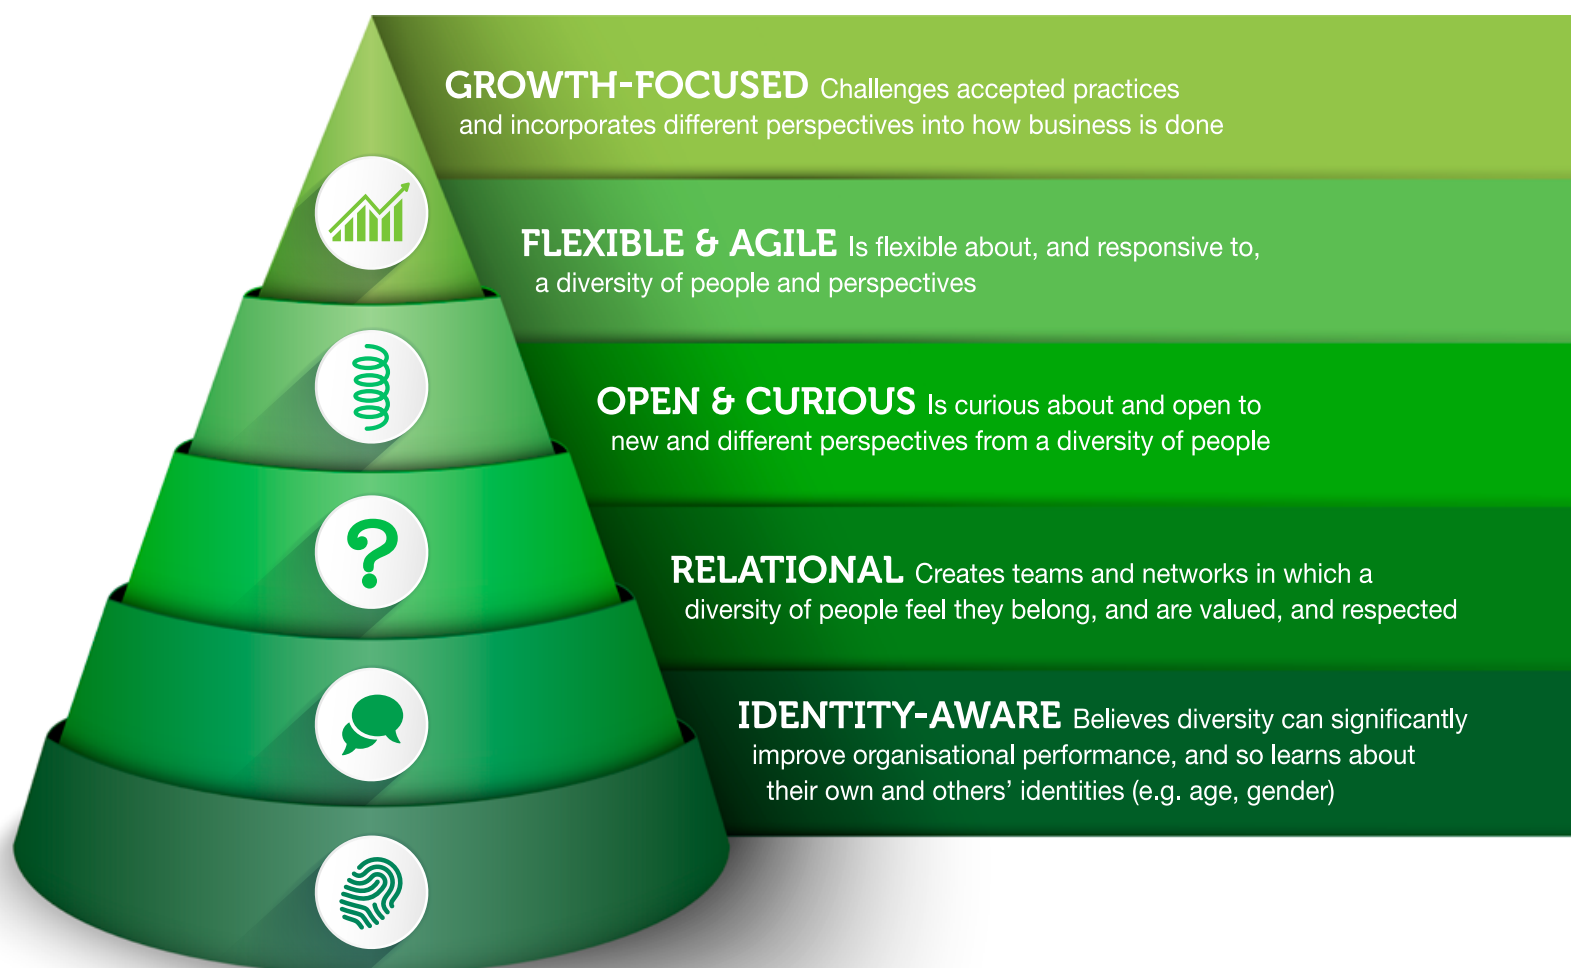 GROWTH-FOCUSED Challenges accepted practices
and incorporates different perspectives into how business is done
FLEXIBLE & AGILE Is flexible about, and responsive to,
a diversity of people and perspectives
OPEN & CURIOUS Is curious about and open to
new and different perspectives from a diversity of people
RELATIONAL Creates teams and networks in which a
diversity of people feel they belong, and are valued, and respected
IDENTITY-AWARE Believes diversity can significantly
improve organisational performance, and so learns about
their own and others’ identities (e.g. age, gender)
?